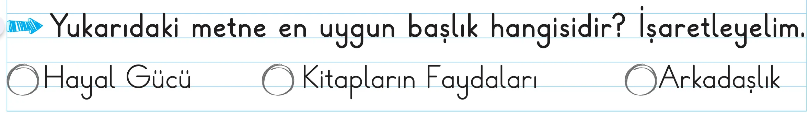 Yukarıdaki metne en uygun başlık hangisidir? İşaretleyelim.
Hayal Gücü Kitapların Faydaları Arkadaşlık